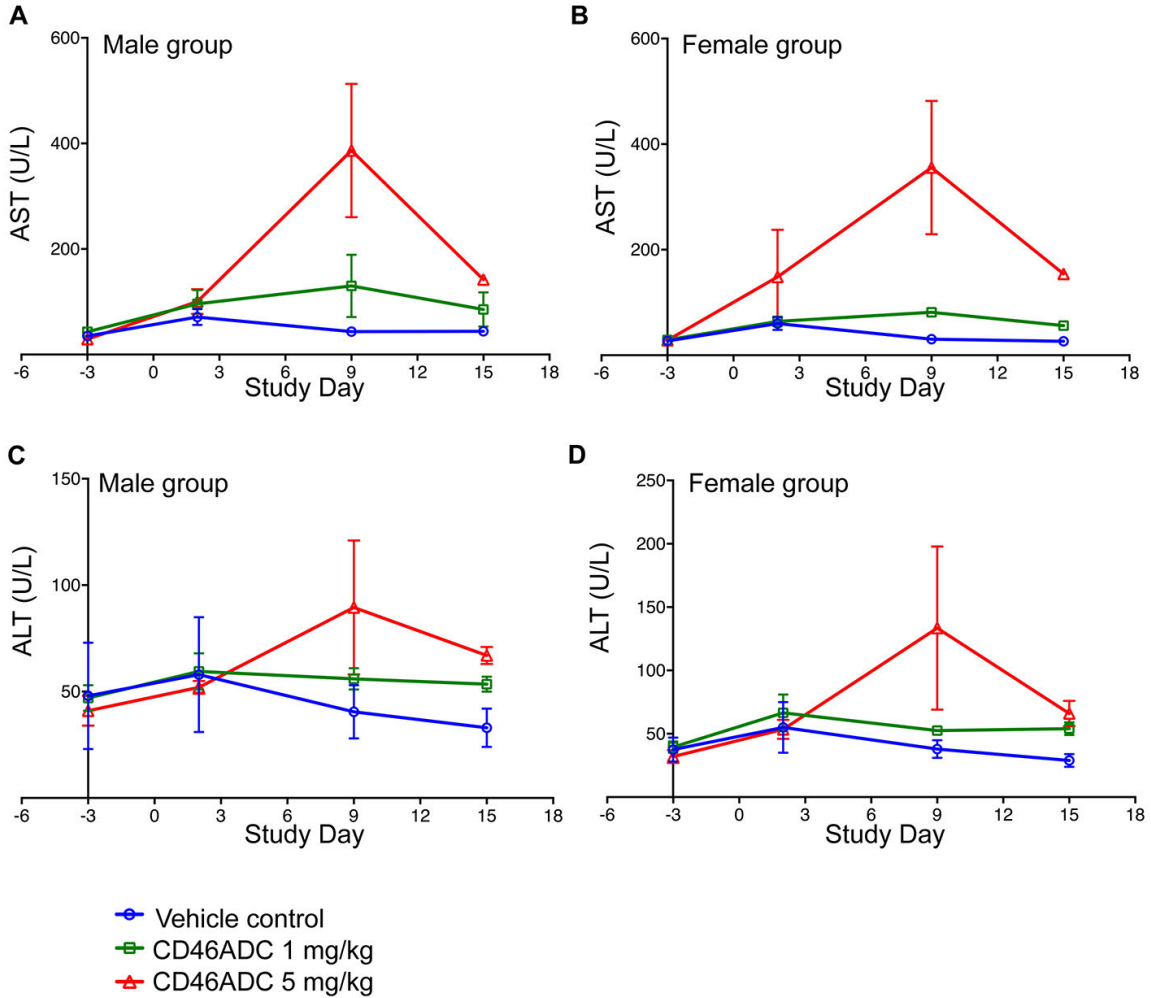 A
Male group
600
400
200
AST (U/L)
-6 -3 0 3 6 9 12 15 18
Study Day
B
Female group
600
400
200
AST (U/L)
-6 -3 0 3 6 9 12 15 18
Study Day
C
Male group
150
100
50
ALT (U/L)
-6 -3 0 3 6 9 12 15 18
Study Day
D
Female group
250
200
150
100
50
ALT (U/L)
-6 -3 0 3 6 9 12 15 18
Study Day
Vehicle control
CD46ADC 1 mg/kg
CD46ADC 5 mg/kg